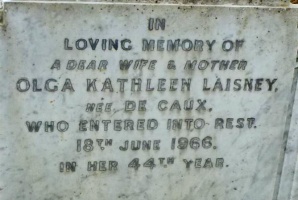 IN
LOVING MEMORY OF
A DEAR WIFE & MOTHER
OLGA KATHLEEN LAISNEY,
NÉE DE CAUX.
WHO ENTERED INTO REST.
18TH JUNE 1966.
IN HER 44TH YEAR.